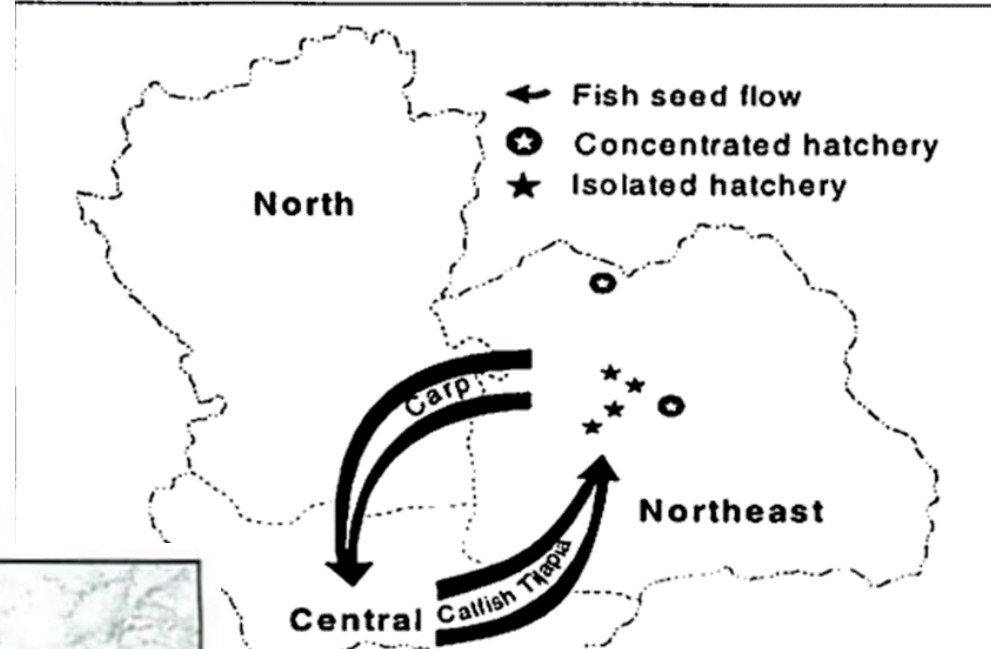 Fish seed flow
Concentrated hatchery
Isolated hatchery
North
Carp
Northeast
Catfish Tilapia
Central